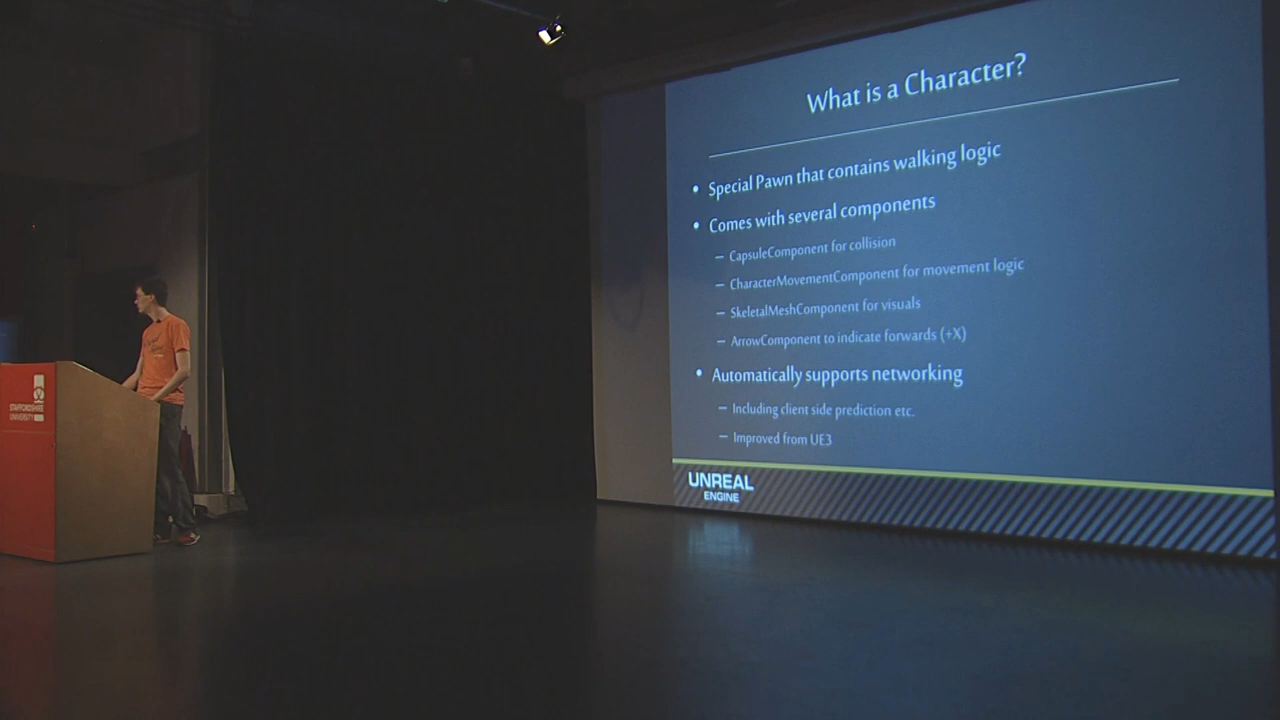 What is a Character?
• Special Pawn that contains walking logic
• Comes with several components
– CapsuleComponent for collision
– CharacterMovementComponent for movement logic
– SkeletalMeshComponent for visuals
– ArrowComponent to indicate forwards (+X)
• Automatically supports networking
– Including client side prediction etc.
– Improved from UE3
UNREAL
ENGINE
STAFFORDSHIRE
UNIVERSITY